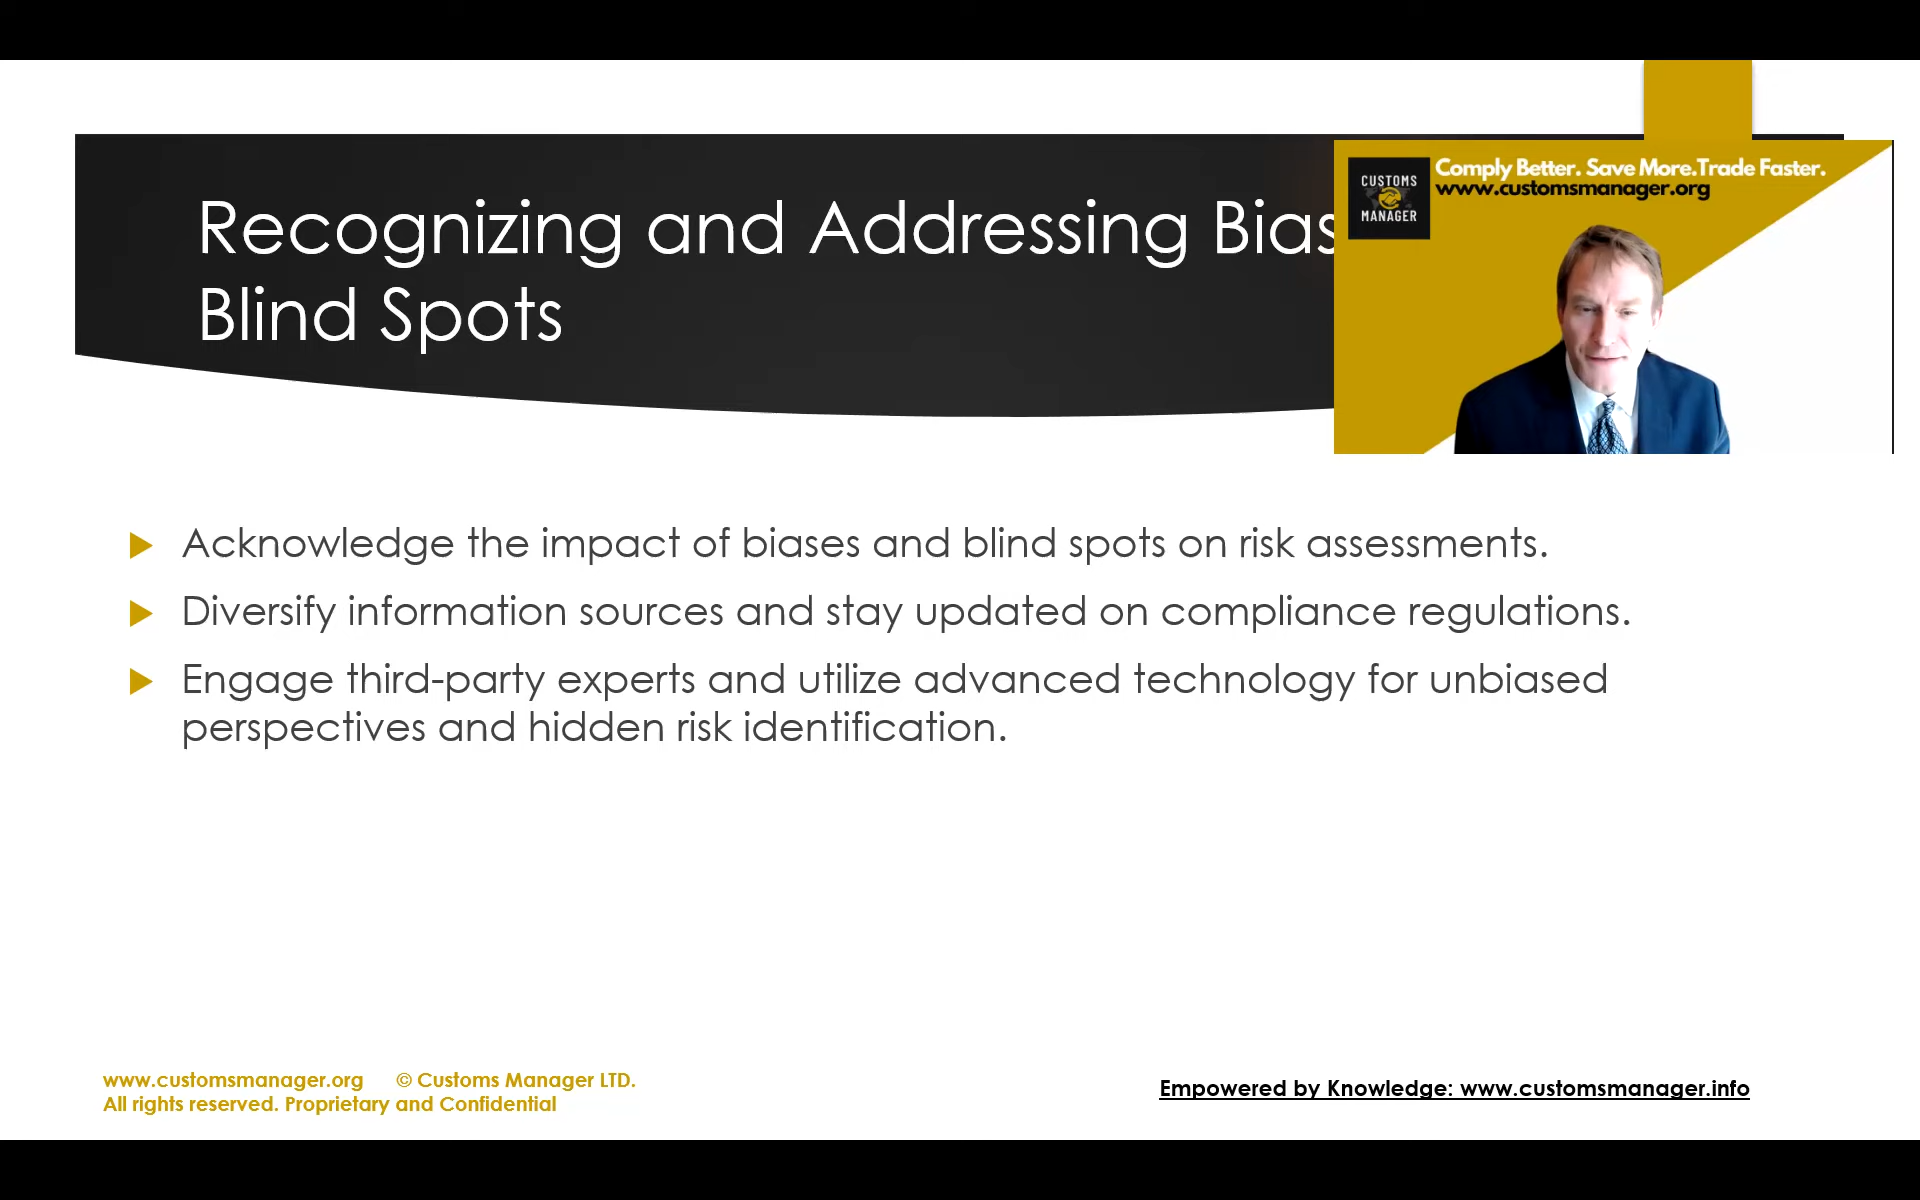 Recognizing and Addressing Bias
Blind Spots
CUSTOMS
MANAGER
Comply Better. Save More.Trade Faster.
www.customsmanager.org
Acknowledge the impact of biases and blind spots on risk assessments.
Diversify information sources and stay updated on compliance regulations.
Engage third-party experts and utilize advanced technology for unbiased
perspectives and hidden risk identification.
www.customsmanager.org © Customs Manager LTD.
All rights reserved. Proprietary and Confidential
Empowered by Knowledge: www.customsmanager.info